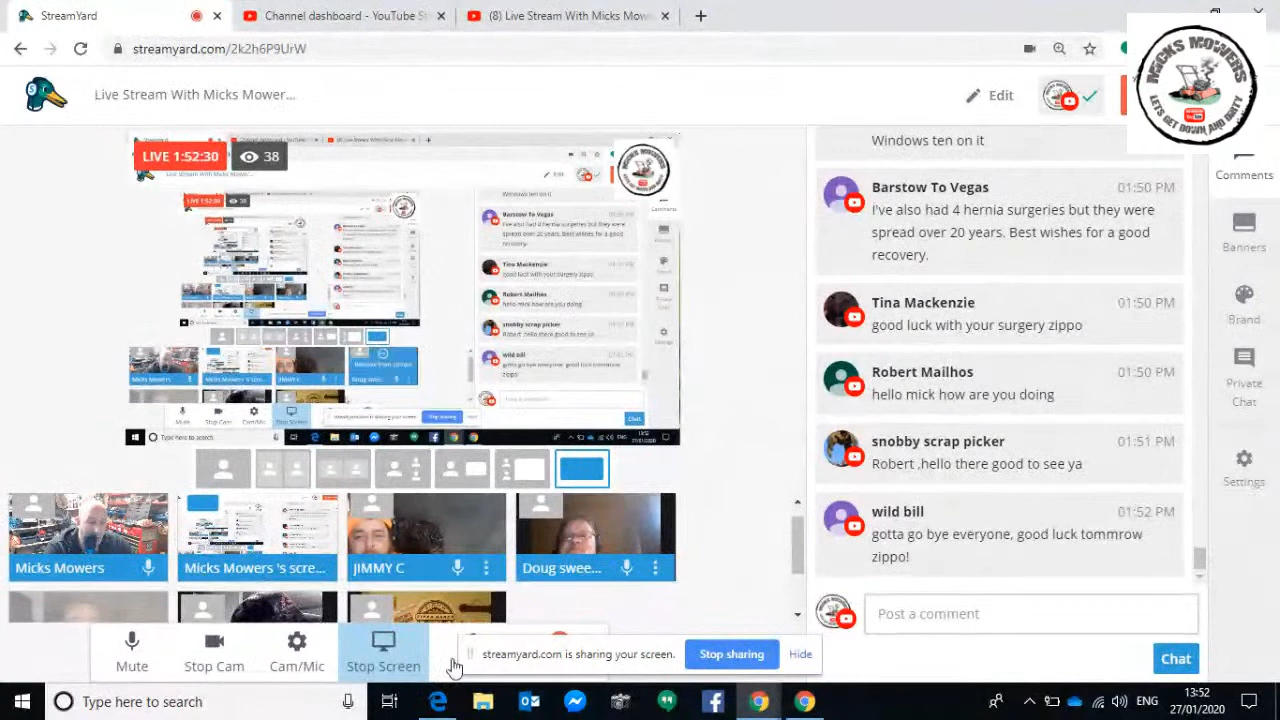 StreamYard
Channel dashboard - YouTube S
(8) Live Stream With Micks Mow
streamyard.com/2k2h6P9UrW
MICKS MOWERS
LETS GET DOWN AND DIRTY
Live Stream With Micks Mower...
Edit
LIVE 1:52:30
38
Windows ten on it
Barstow To Vegas
01:50 PM
I've also had 4 hernia surgeries but they were
spread over 20 years. Best wishes for a good
recovery.
Tina Mackenzie
01:50 PM
good luck with your surgery zippo
Robert Mailhos
01:50 PM
hello mick how are you doing
snobby scrap picker
01:51 PM
Robert ,hello there good to see ya
wild bill
01:52 PM
gotta go bye everyone, good luck tommrow
zippo!
Post a comment
Chat
Comments
Banners
Brand
Private
Chat
Settings
Micks Mowers
Micks Mowers 's scre...
JIMMY C
Doug swee...
Mute
Stop Cam
Cam/Mic
Stop Screen
streamyard.com is sharing your screen.
Stop sharing
Hide
Type here to search
ENG
13:52
27/01/2020